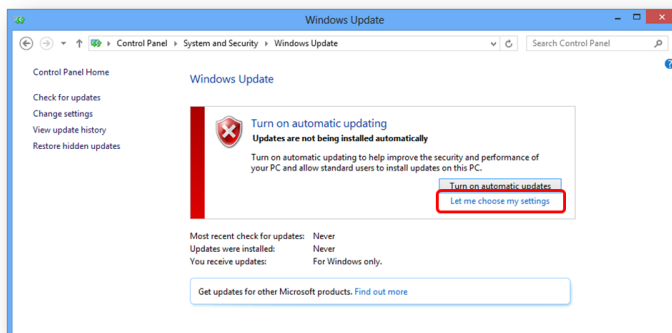 Windows Update
Control Panel
System and Security
Windows Update
Search Control Panel
Control Panel Home
Check for updates
Change settings
View update history
Restore hidden updates
Windows Update
Turn on automatic updating
Updates are not being installed automatically
Turn on automatic updating to help improve the security and performance of
your PC and allow standard users to install updates on this PC.
Turn on automatic updates
Let me choose my settings
Most recent check for updates: Never
Updates were installed: Never
You receive updates: For Windows only.
Get updates for other Microsoft products. Find out more